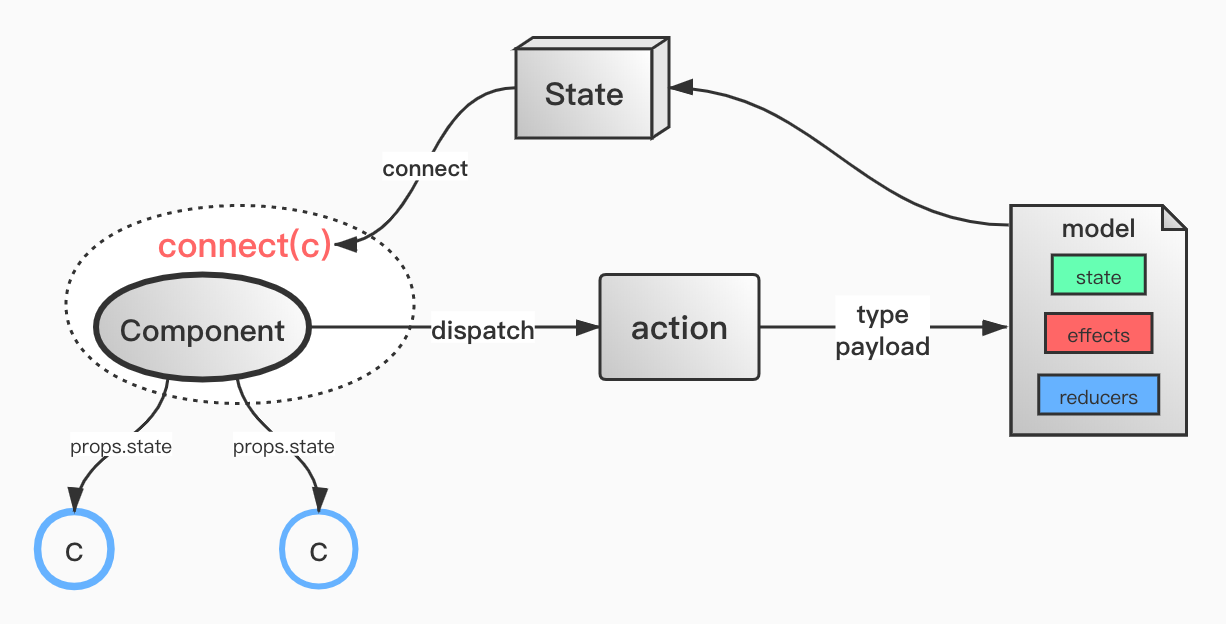 State
connect
connect(c)
model
state
Component
dispatch
action
type
payload
effects
reducers
props.state
props.state
C
C